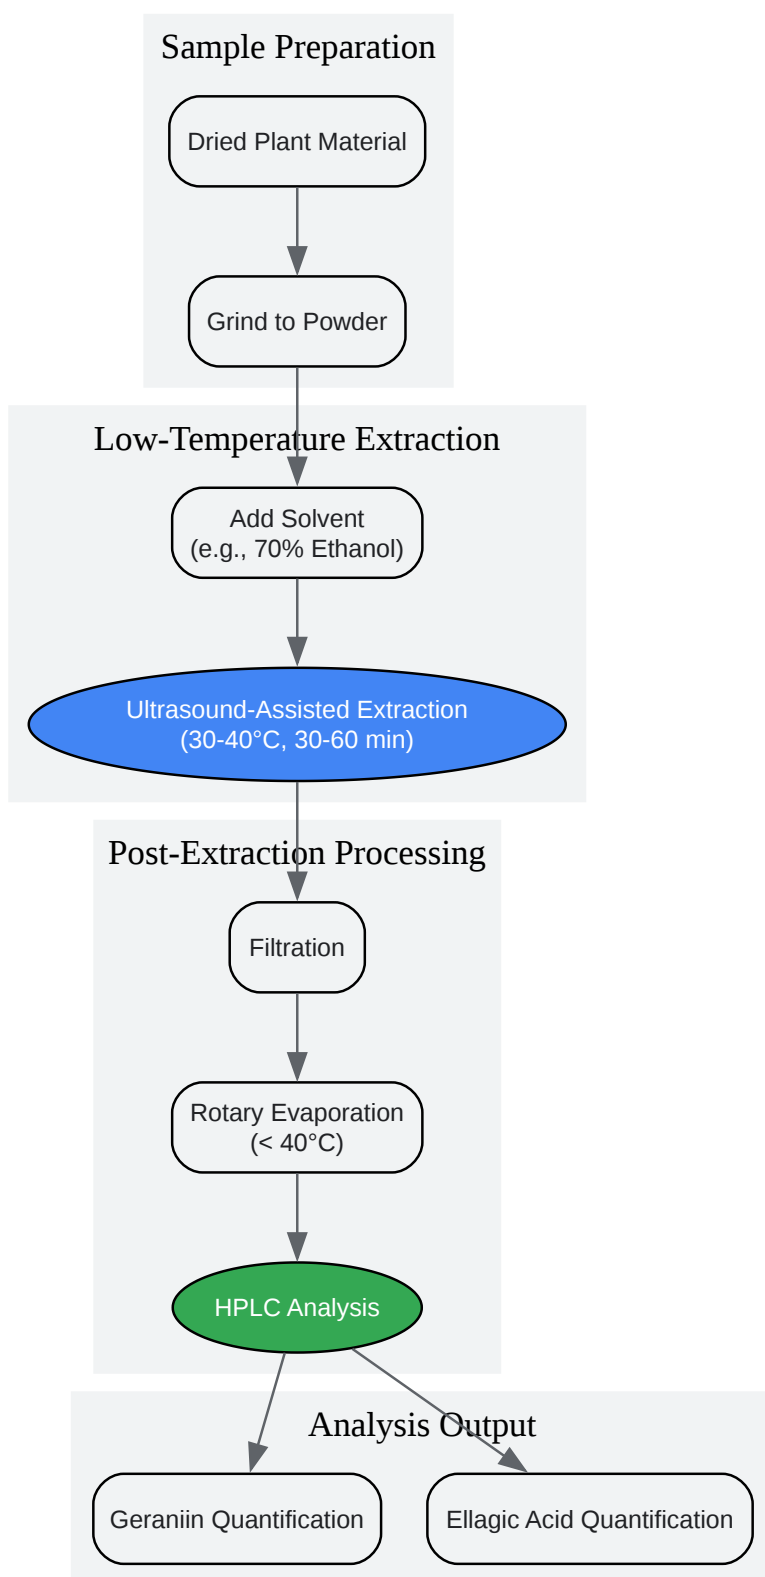 Sample Preparation
Dried Plant Material
Grind to Powder
Low-Temperature Extraction
Add Solvent
(e.g., 70% Ethanol)
Ultrasound-Assisted Extraction
(30-40°C, 30-60 min)
Post-Extraction Processing
Filtration
Rotary Evaporation
(< 40°C)
HPLC Analysis
Analysis Output
Geraniin Quantification
Ellagic Acid Quantification